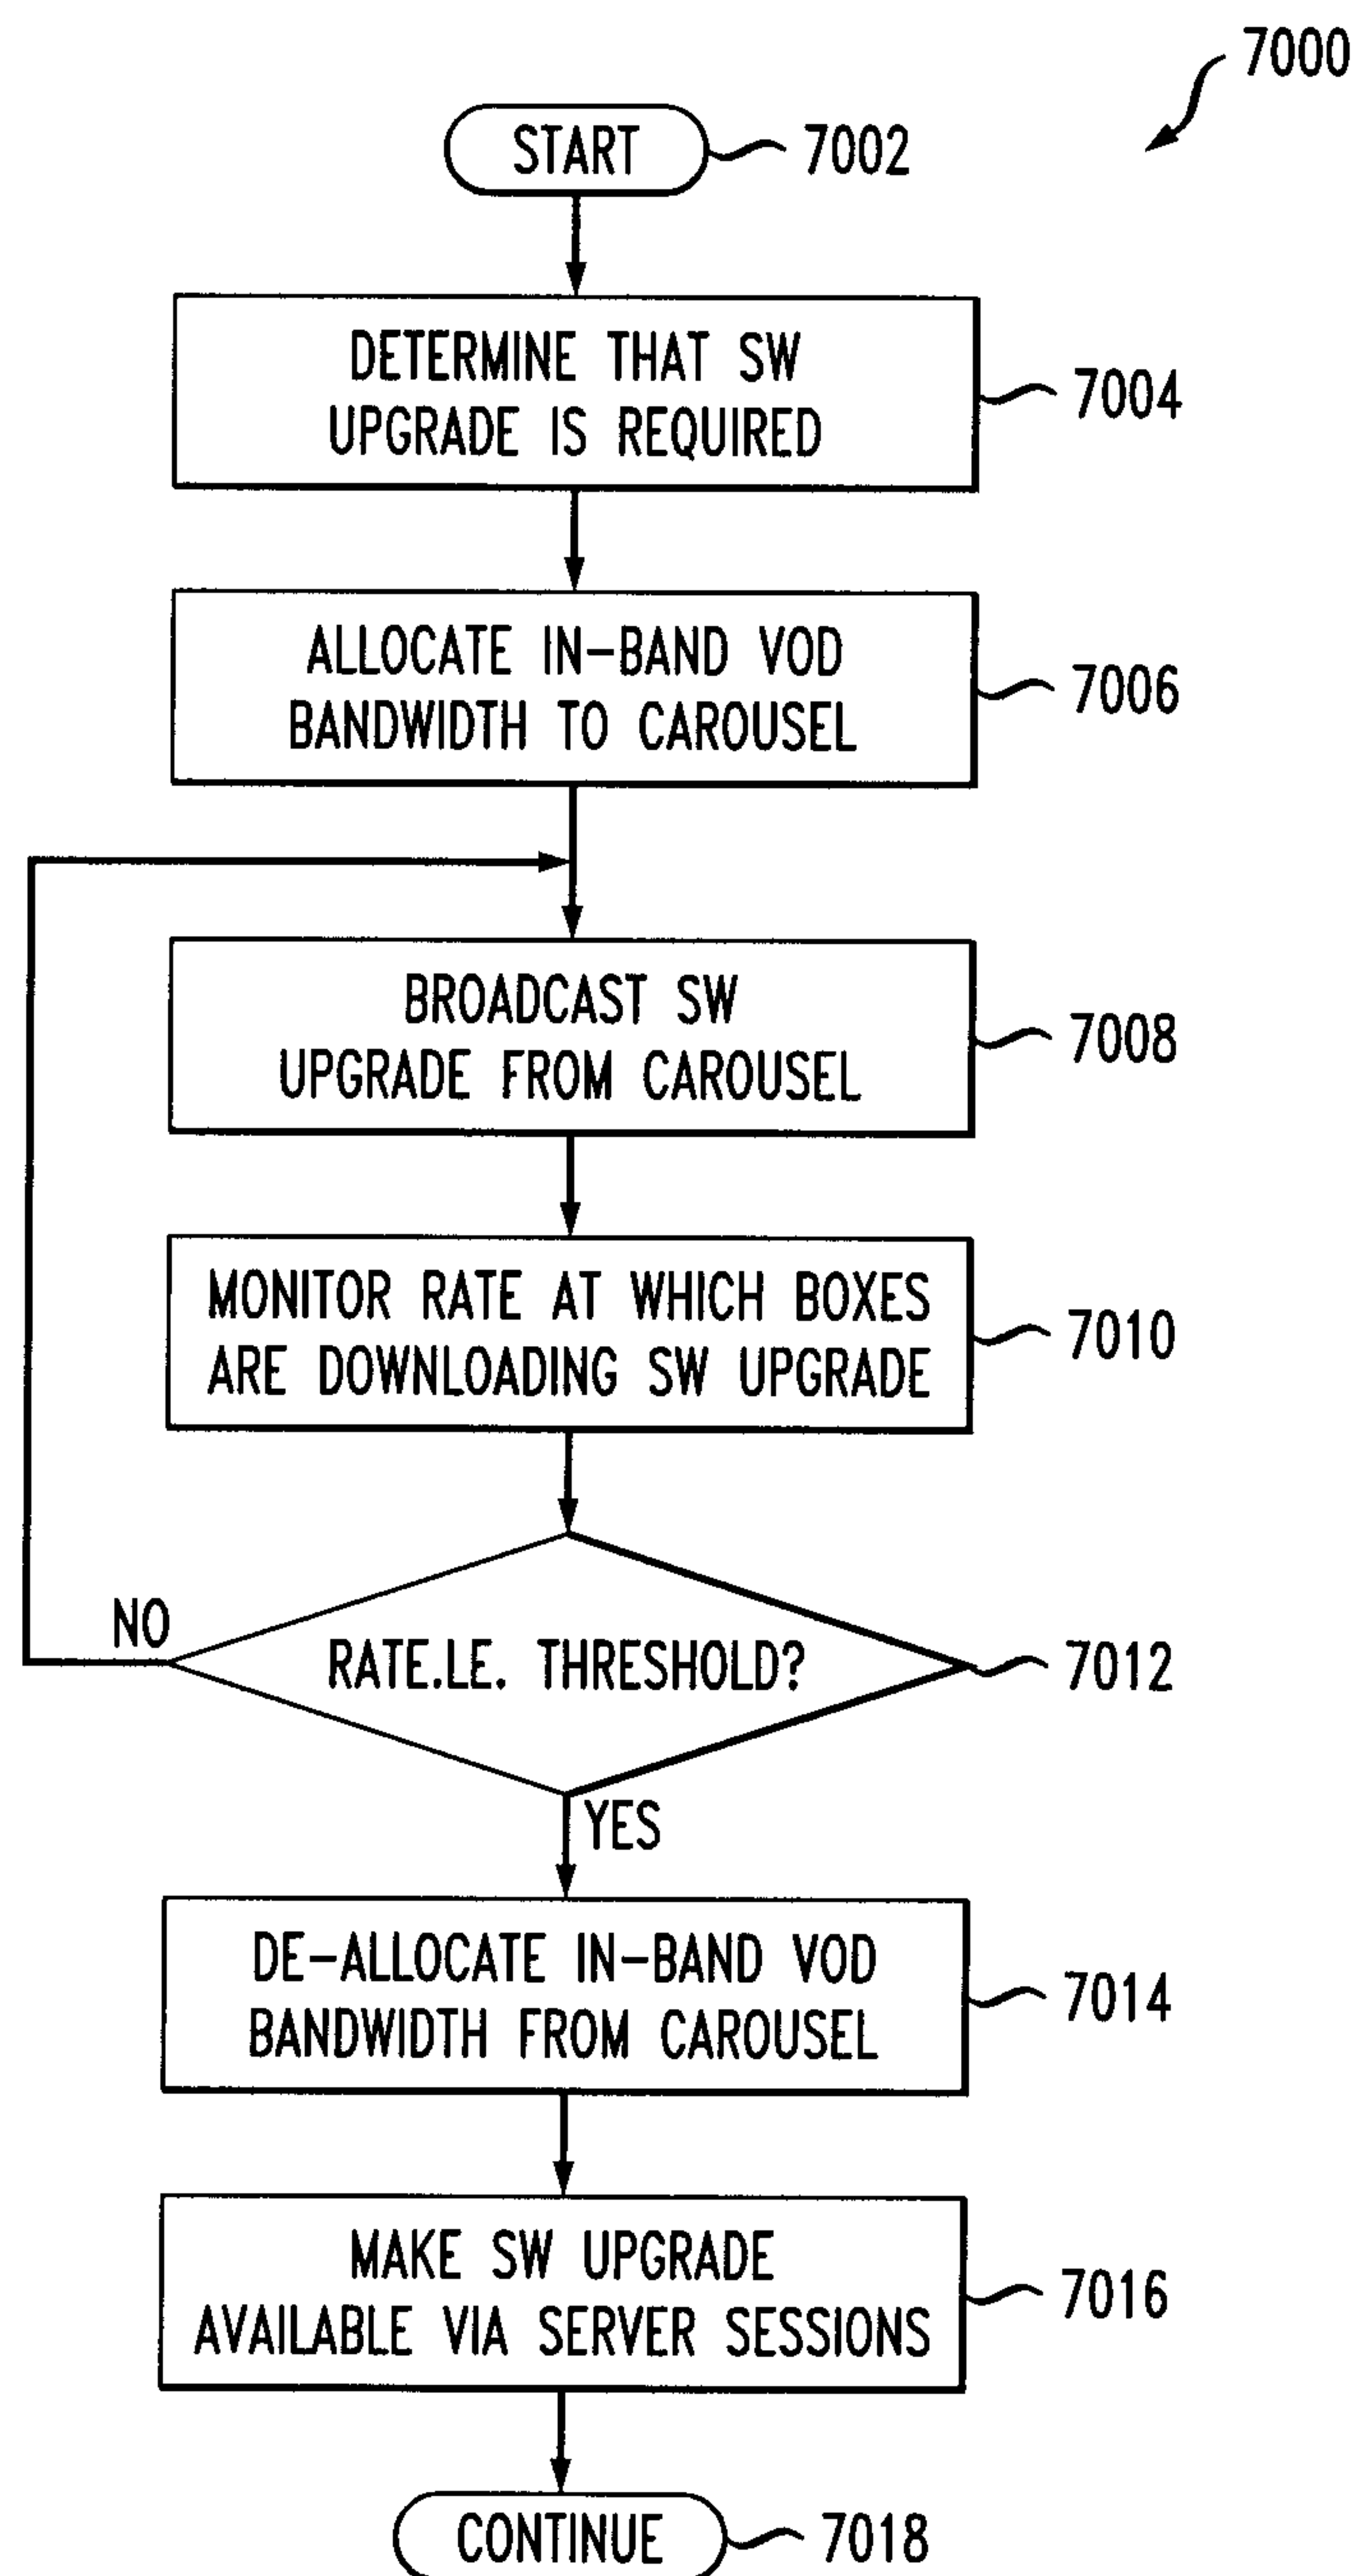 7000
START
7002
DETERMINE THAT SW
UPGRADE IS REQUIRED
7004
ALLOCATE IN-BAND VOD
BANDWIDTH TO CAROUSEL
7006
BROADCAST SW
UPGRADE FROM CAROUSEL
7008
MONITOR RATE AT WHICH BOXES
ARE DOWNLOADING SW UPGRADE
7010
NO
RATE.LE. THRESHOLD?
7012
YES
DE-ALLOCATE IN-BAND VOD
BANDWIDTH FROM CAROUSEL
7014
MAKE SW UPGRADE
AVAILABLE VIA SERVER SESSIONS
7016
CONTINUE
7018